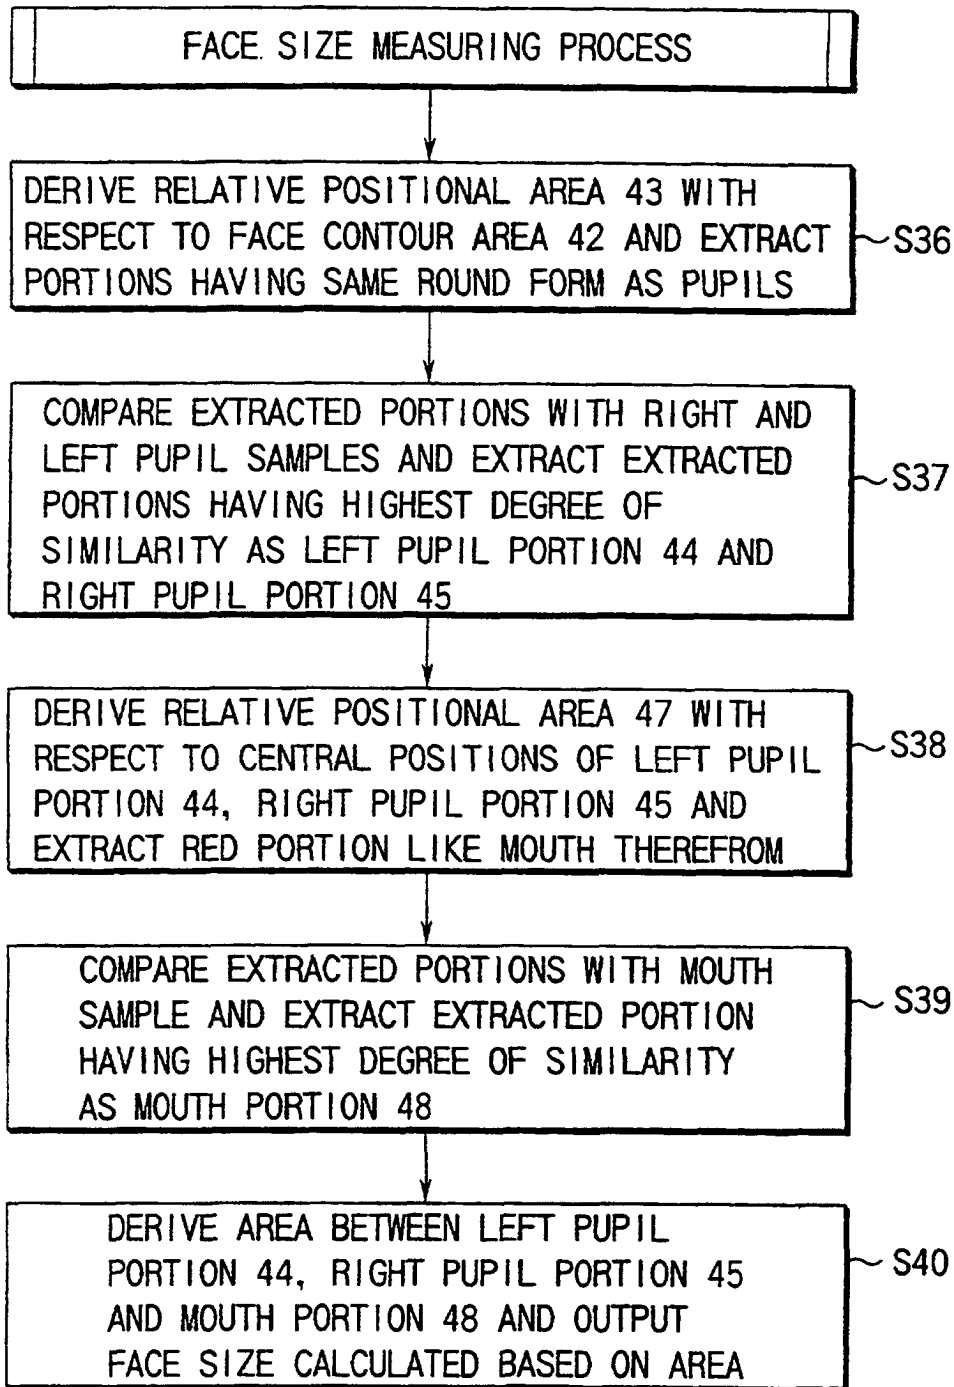 FACE SIZE MEASURING PROCESS
DERIVE RELATIVE POSITIONAL AREA 43 WITH
RESPECT TO FACE CONTOUR AREA 42 AND EXTRACT
PORTIONS HAVING SAME ROUND FORM AS PUPILS
S36
COMPARE EXTRACTED PORTIONS WITH RIGHT AND
LEFT PUPIL SAMPLES AND EXTRACT EXTRACTED
PORTIONS HAVING HIGHEST DEGREE OF
SIMILARITY AS LEFT PUPIL PORTION 44 AND
RIGHT PUPIL PORTION 45
S37
DERIVE RELATIVE POSITIONAL AREA 47 WITH
RESPECT TO CENTRAL POSITIONS OF LEFT PUPIL
PORTION 44, RIGHT PUPIL PORTION 45 AND
EXTRACT RED PORTION LIKE MOUTH THEREFROM
S38
COMPARE EXTRACTED PORTIONS WITH MOUTH
SAMPLE AND EXTRACT EXTRACTED PORTION
HAVING HIGHEST DEGREE OF SIMILARITY
AS MOUTH PORTION 48
S39
DERIVE AREA BETWEEN LEFT PUPIL
PORTION 44, RIGHT PUPIL PORTION 45
AND MOUTH PORTION 48 AND OUTPUT
FACE SIZE CALCULATED BASED ON AREA
S40